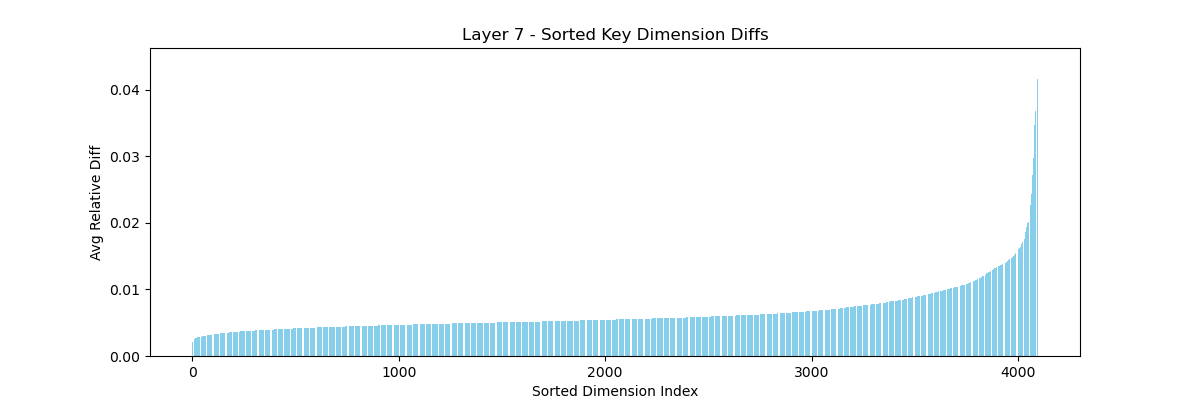 Layer 7 - Sorted Key Dimension Diffs
Avg Relative Diff
0.04
0.03
0.02
0.01
0.00
0 1000 2000 3000 4000
Sorted Dimension Index